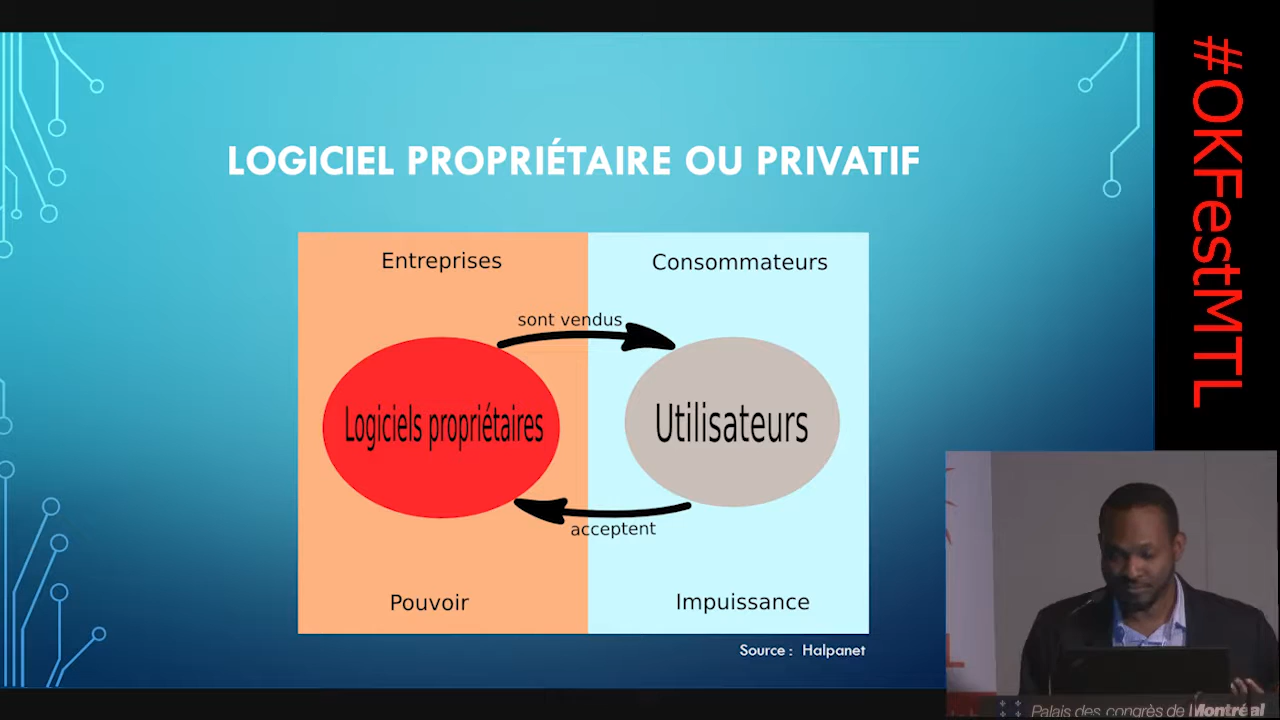 LOGICIEL PROPRIÉTAIRE OU PRIVATIF
Entreprises
Consommateurs
sont vendus
Logiciels propriétaires
Utilisateurs
acceptent
Pouvoir
Impuissance
Source : Halpanet
#OKFestMTL
Palais des congrès de Montréal